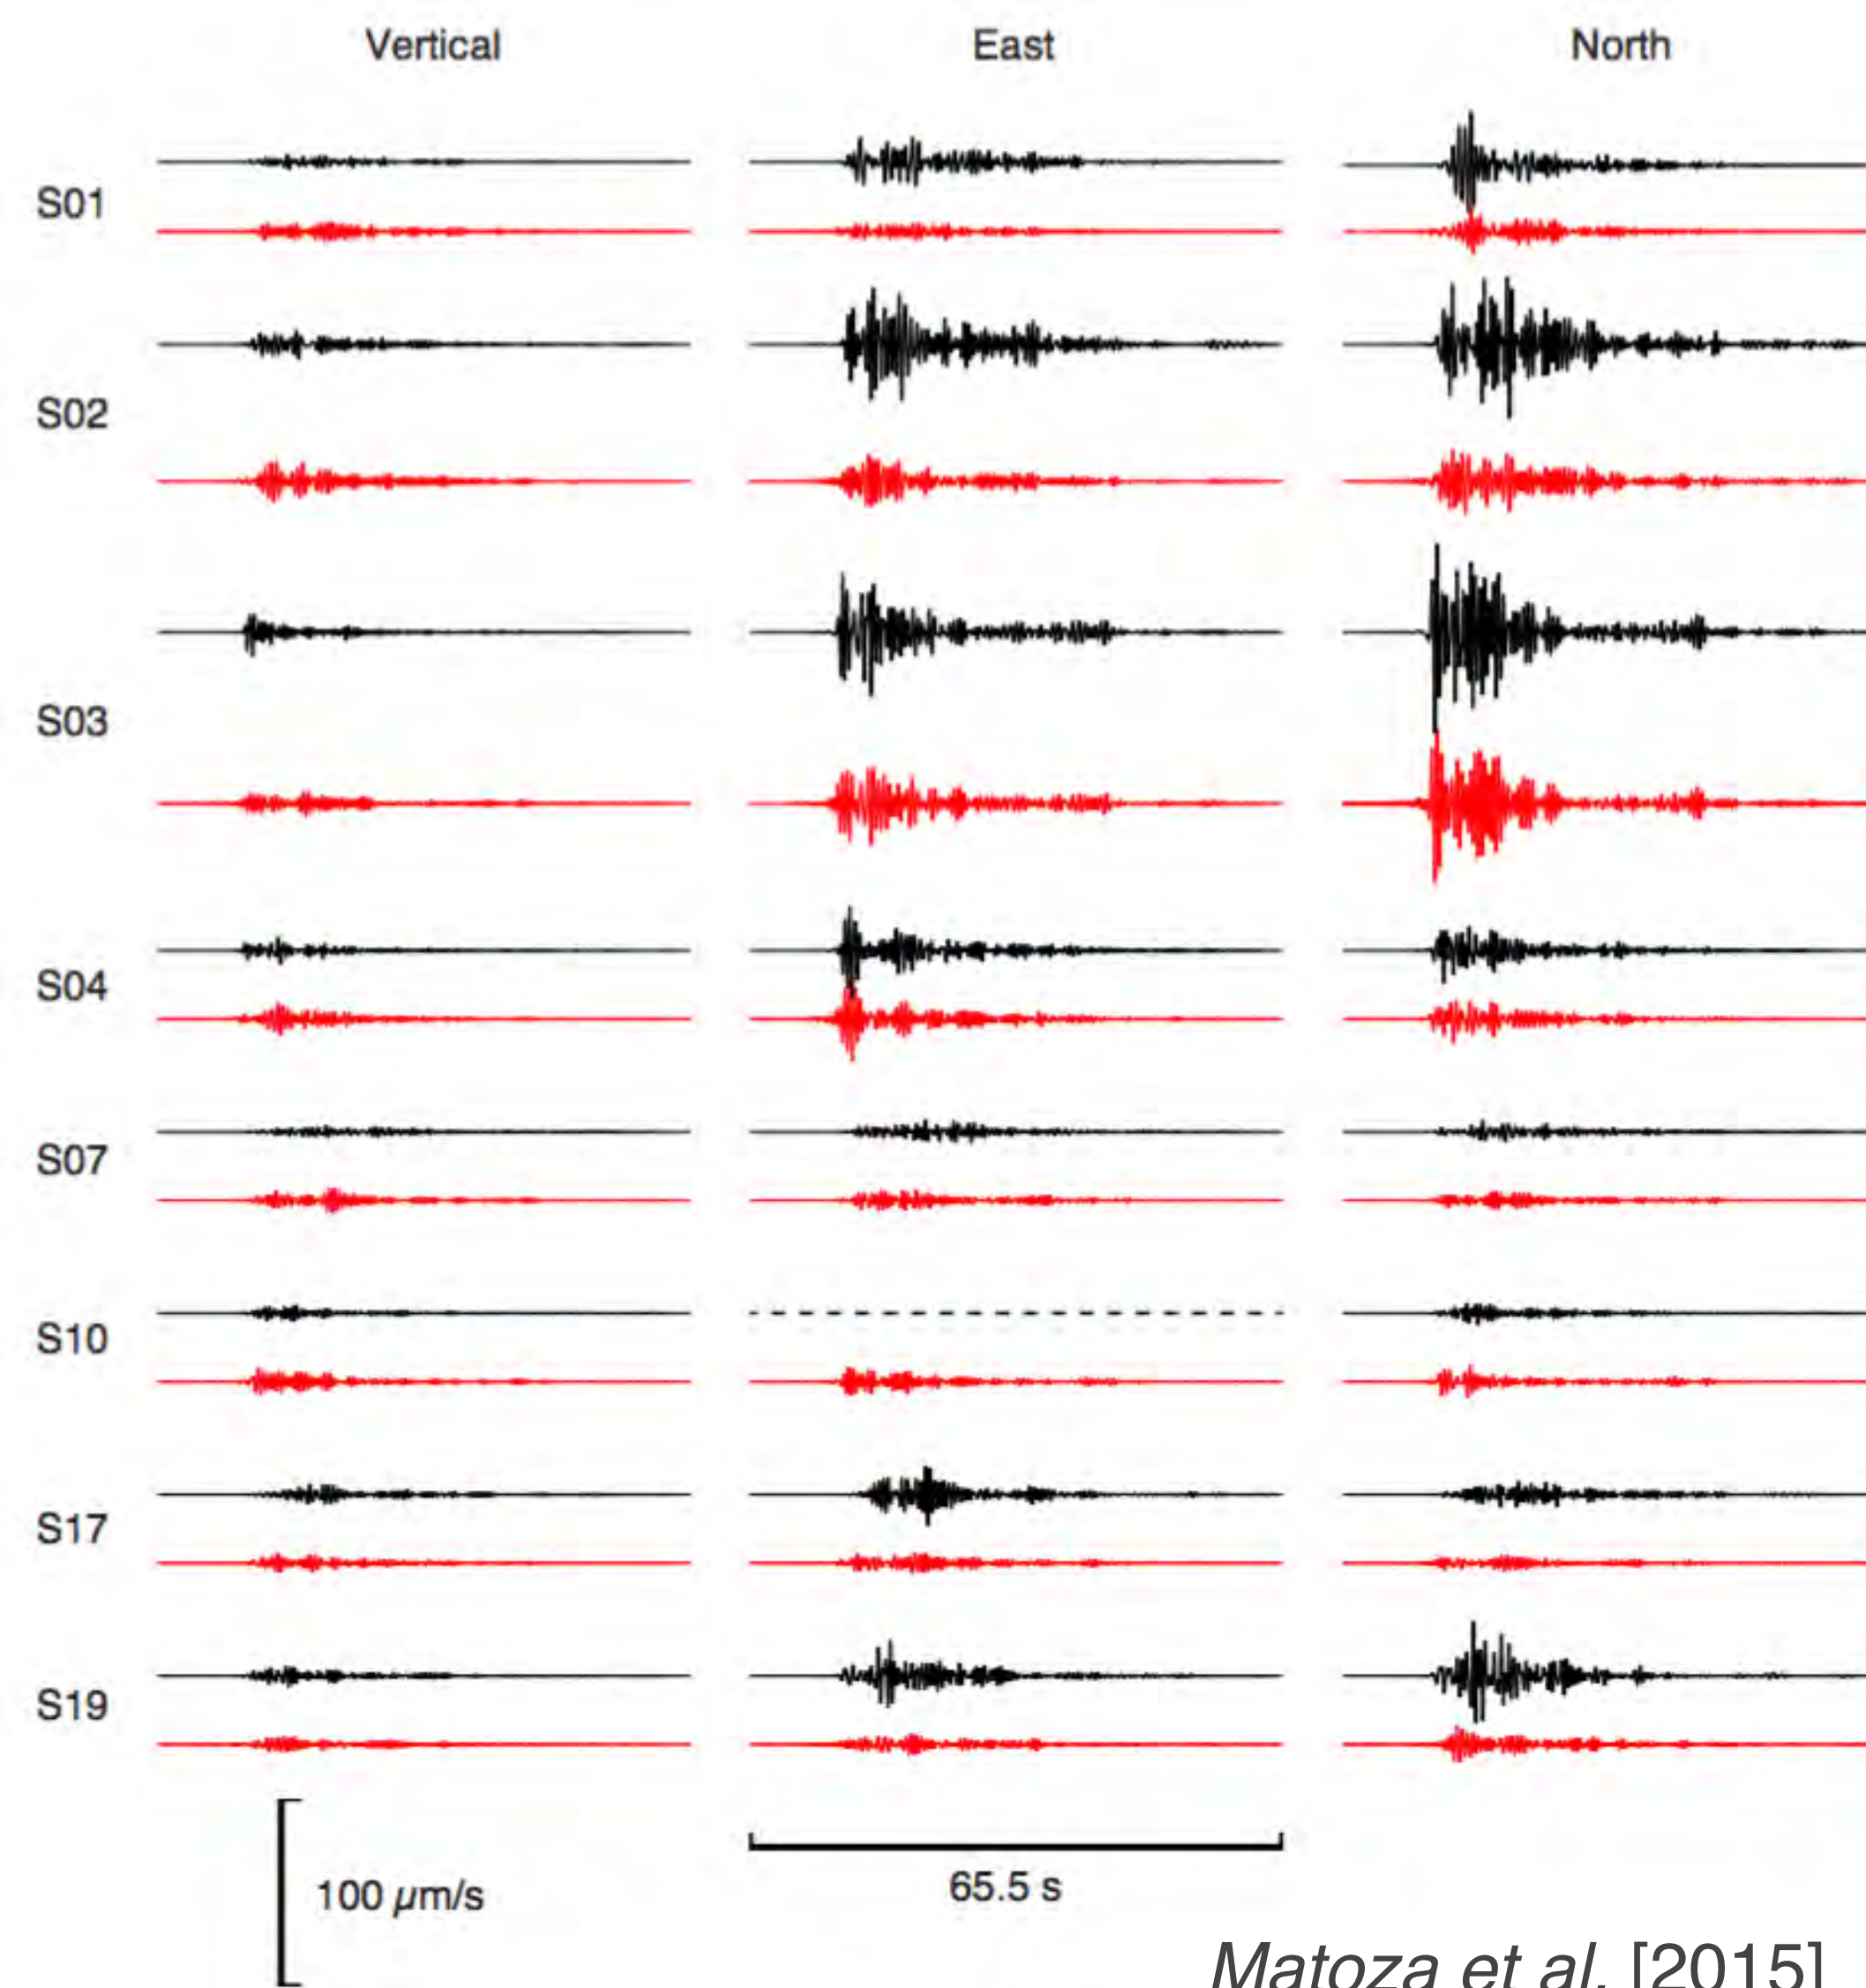 Vertical East North
S01
S02
S03
S04
S07
S10
S17
S19
100 µm/s
65.5 s
Matoza et al. [2015]